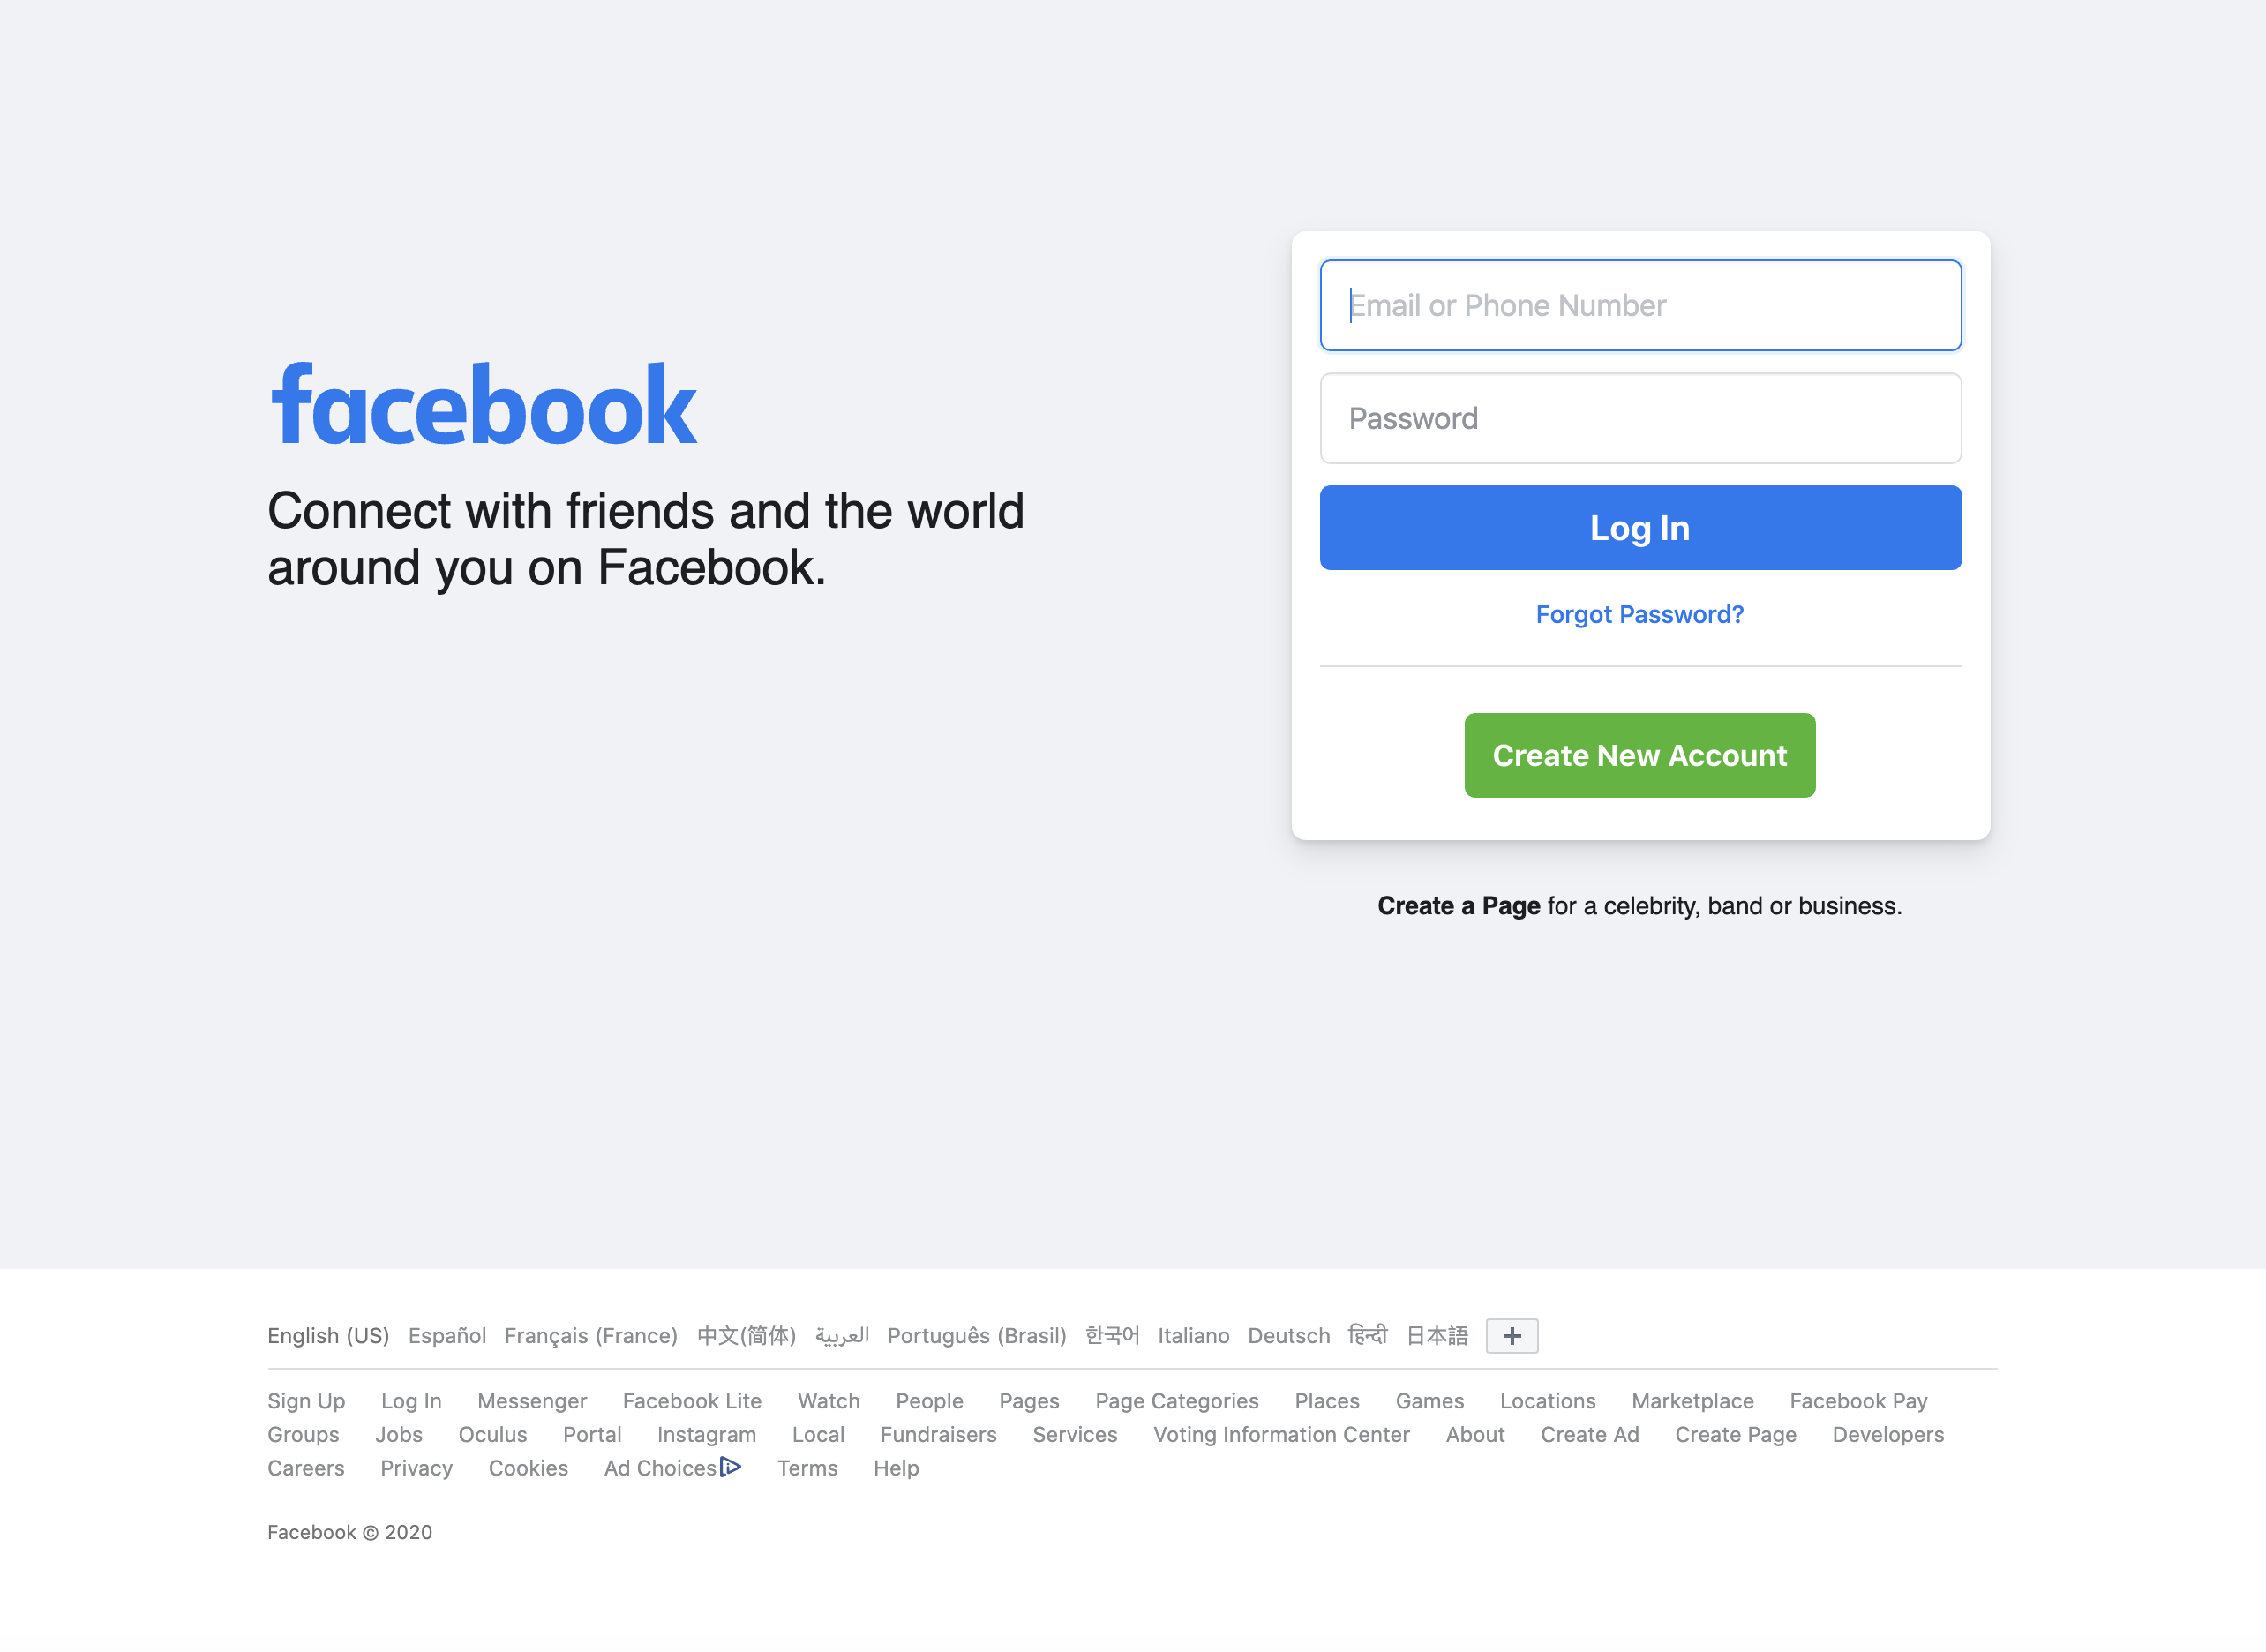 facebook
Connect with friends and the world
around you on Facebook.
Email or Phone Number
Password
Log In
Forgot Password?
Create New Account
Create a Page for a celebrity, band or business.
English (US) Español Français (France) 中文(简体) العربية Português (Brasil) 한국어 Italiano Deutsch हिन्दी 日本語 +
Sign Up Log In Messenger Facebook Lite Watch People Pages Page Categories Places Games Locations Marketplace Facebook Pay
Groups Jobs Oculus Portal Instagram Local Fundraisers Services Voting Information Center About Create Ad Create Page Developers
Careers Privacy Cookies Ad Choices Terms Help
Facebook © 2020